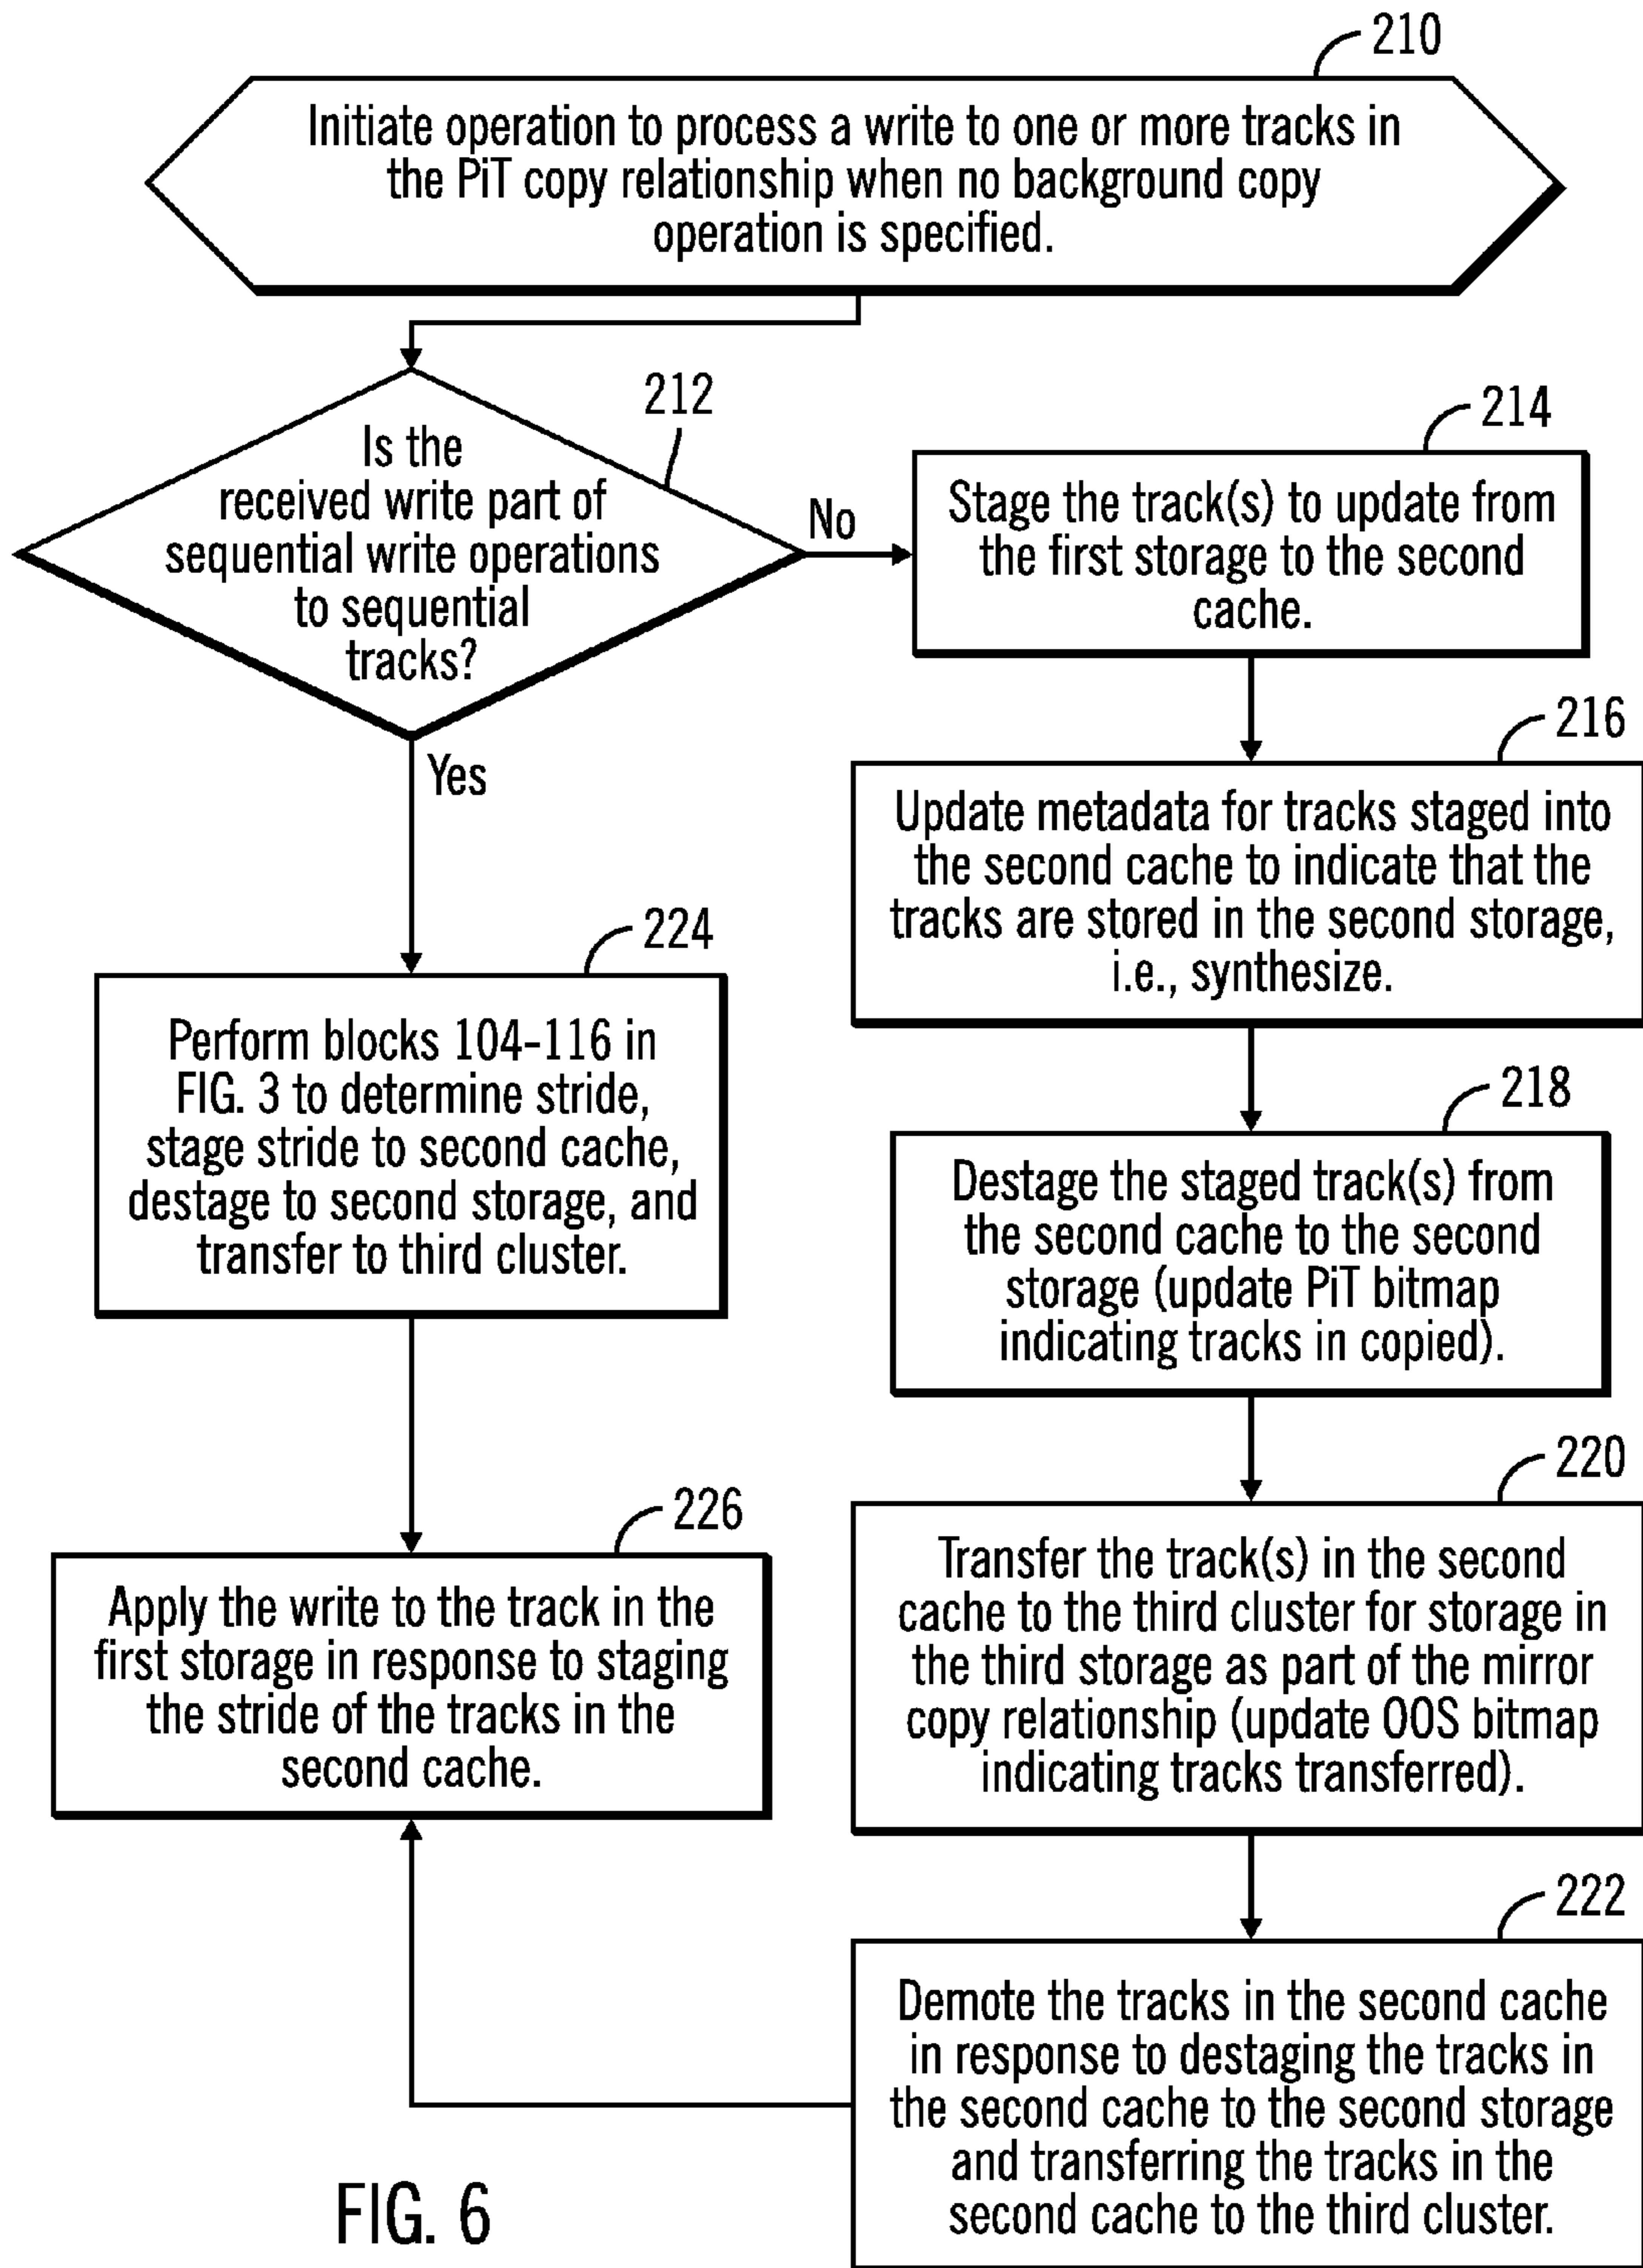 210
Initiate operation to process a write to one or more tracks in
the PiT copy relationship when no background copy
operation is specified.
212
Is the
received write part of
sequential write operations
to sequential
tracks?
No
Yes
214
Stage the track(s) to update from
the first storage to the second
cache.
216
Update metadata for tracks staged into
the second cache to indicate that the
tracks are stored in the second storage,
i.e., synthesize.
218
Destage the staged track(s) from
the second cache to the second
storage (update PiT bitmap
indicating tracks in copied).
220
Transfer the track(s) in the second
cache to the third cluster for storage in
the third storage as part of the mirror
copy relationship (update OOS bitmap
indicating tracks transferred).
222
Demote the tracks in the second cache
in response to destaging the tracks in
the second cache to the second storage
and transferring the tracks in the
second cache to the third cluster.
224
Perform blocks 104-116 in
FIG. 3 to determine stride,
stage stride to second cache,
destage to second storage, and
transfer to third cluster.
226
Apply the write to the track in the
first storage in response to staging
the stride of the tracks in the
second cache.
FIG. 6